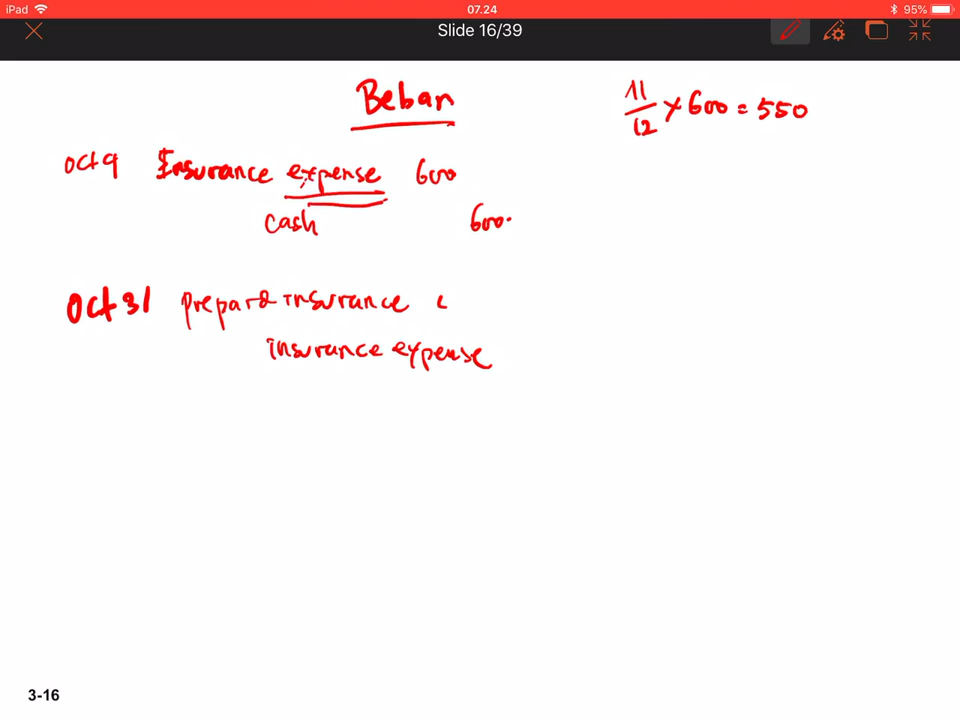 iPad 07.24 95%
Slide 16/39
Beban
11/12 × 600 = 550
Oct 9 Insurance expense 600
cash 600
Oct 31 prepaid insurance
insurance expense
3-16